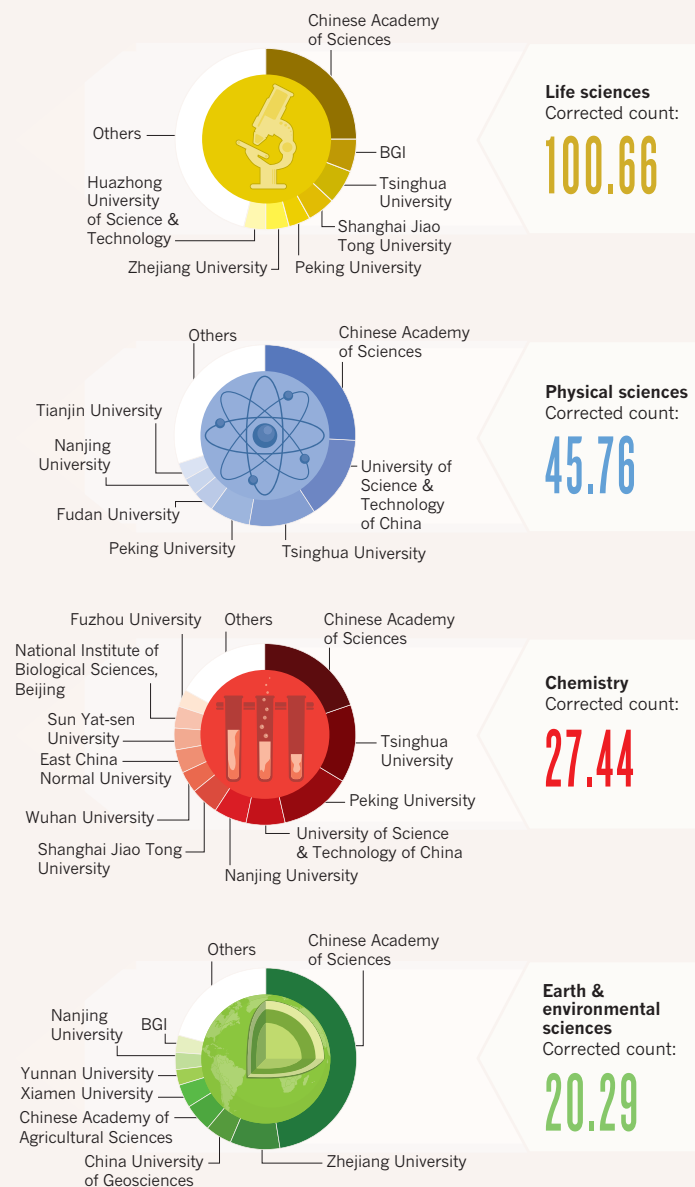 Chinese Academy
of Sciences
Others
BGI
Tsinghua
University
Huazhong
University
of Science &
Technology
Shanghai Jiao
Tong University
Zhejiang University
Peking University
Life sciences
Corrected count:
100.66
Others
Chinese Academy
of Sciences
Tianjin University
Nanjing
University
University of
Science &
Technology
of China
Fudan University
Peking University
Tsinghua University
Physical sciences
Corrected count:
45.76
Fuzhou University
Others
Chinese Academy
of Sciences
National Institute of
Biological Sciences,
Beijing
Sun Yat-sen
University
Tsinghua
University
East China
Normal University
Peking University
Wuhan University
University of Science
& Technology of China
Shanghai Jiao Tong
University
Nanjing University
Chemistry
Corrected count:
27.44
Others
Chinese Academy
of Sciences
Nanjing
University
BGI
Yunnan University
Xiamen University
Chinese Academy of
Agricultural Sciences
China University
of Geosciences
Zhejiang University
Earth &
environmental
sciences
Corrected count:
20.29